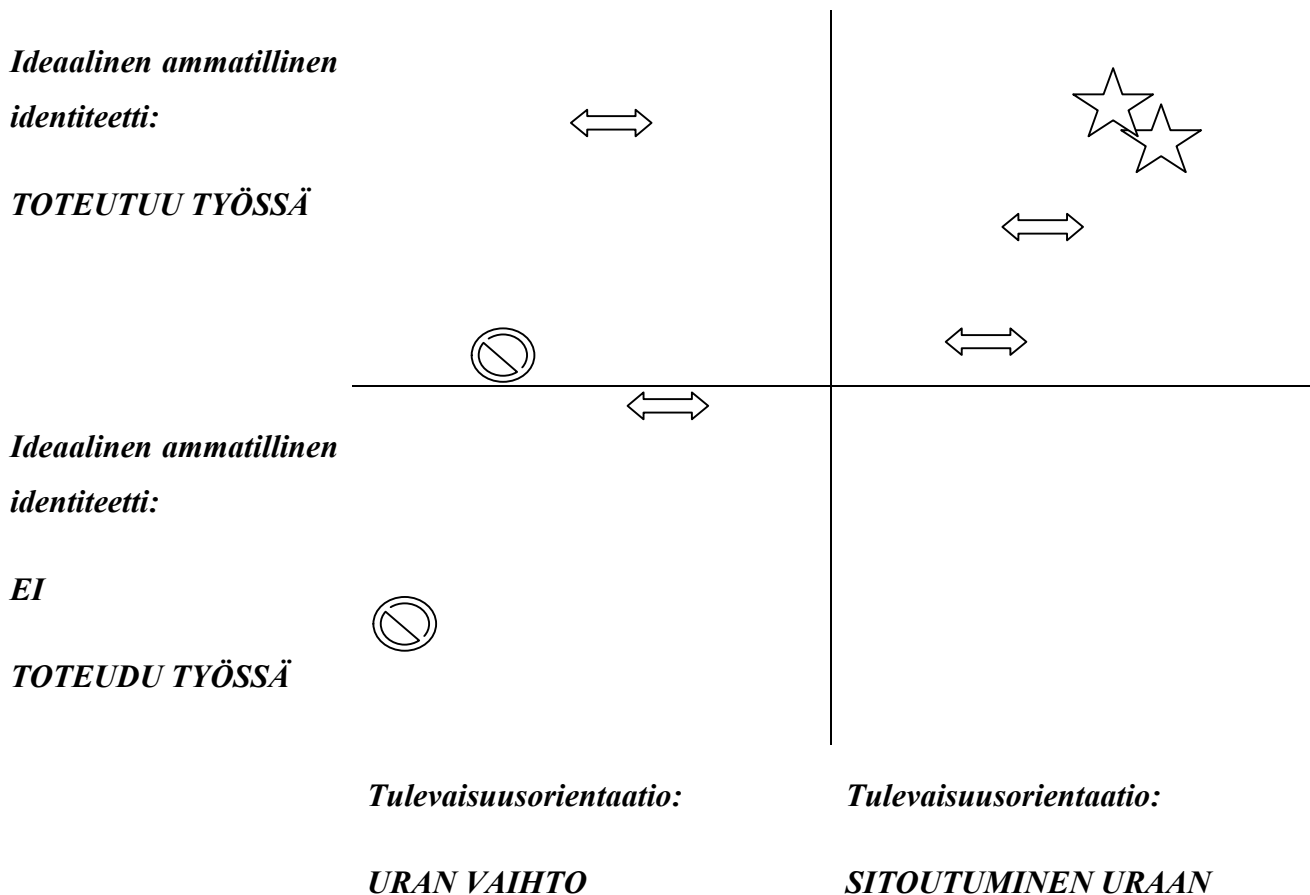 Ideaalinen ammatillinen
identiteetti:
TOTEUTUU TYÖSSÄ
Ideaalinen ammatillinen
identiteetti:
EI
TOTEUDU TYÖSSÄ
Tulevaisuusorientaatio:
URAN VAIHTO
Tulevaisuusorientaatio:
SITOUTUMINEN URAAN